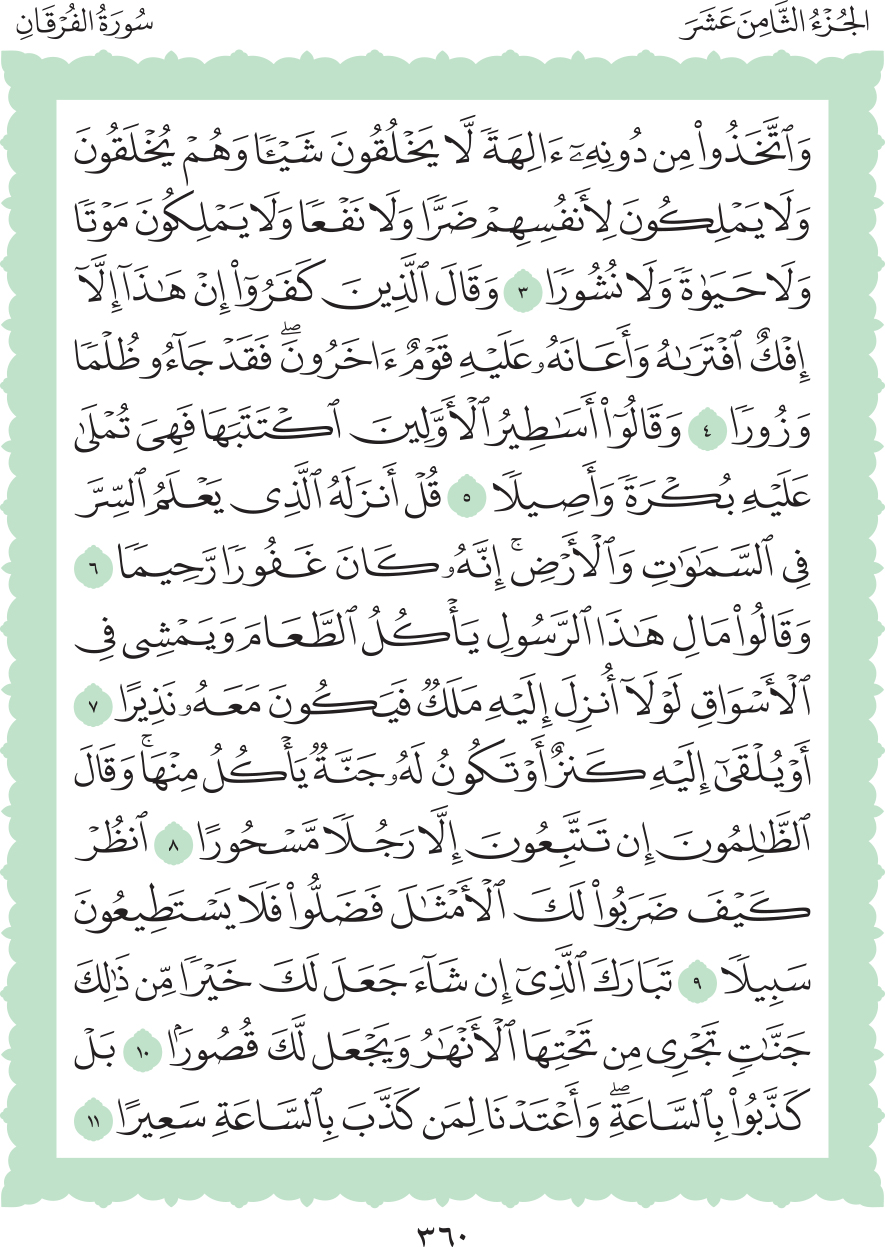 الجُزْءُ الثَّامِنَ عَشَرَ
سُورَةُ الفُرْقَانِ
وَٱتَّخَذُوا۟ مِن دُونِهِۦٓ ءَالِهَةٗ لَّا يَخۡلُقُونَ شَيۡـٔٗا وَهُمۡ يُخۡلَقُونَ
وَلَا يَمۡلِكُونَ لِأَنفُسِهِمۡ ضَرّٗا وَلَا نَفۡعٗا وَلَا يَمۡلِكُونَ مَوۡتٗا
وَلَا حَيَوٰةٗ وَلَا نُشُورٗا ٣ وَقَالَ ٱلَّذِينَ كَفَرُوٓا۟ إِنۡ هَـٰذَآ إِلَّآ
إِفۡكٌ ٱفۡتَرَىٰهُ وَأَعَانَهُۥ عَلَيۡهِ قَوۡمٌ ءَاخَرُونَۖ فَقَدۡ جَآءُو ظُلۡمٗا
وَزُورٗا ٤ وَقَالُوٓا۟ أَسَـٰطِيرُ ٱلۡأَوَّلِينَ ٱكۡتَتَبَهَا فَهِيَ تُمۡلَىٰ
عَلَيۡهِ بُكۡرَةٗ وَأَصِيلٗا ٥ قُلۡ أَنزَلَهُ ٱلَّذِى يَعۡلَمُ ٱلسِّرَّ
فِى ٱلسَّمَـٰوَٰتِ وَٱلۡأَرۡضِۚ إِنَّهُۥ كَانَ غَفُورٗا رَّحِيمٗا ٦
وَقَالُوا۟ مَالِ هَـٰذَا ٱلرَّسُولِ يَأۡكُلُ ٱلطَّعَامَ وَيَمۡشِى فِى
ٱلۡأَسۡوَاقِ لَوۡلَآ أُنزِلَ إِلَيۡهِ مَلَكٞ فَيَكُونَ مَعَهُۥ نَذِيرًا ٧
أَوۡ يُلۡقَىٰٓ إِلَيۡهِ كَنزٌ أَوۡ تَكُونُ لَهُۥ جَنَّةٞ يَأۡكُلُ مِنۡهَاۚ وَقَالَ
ٱلظَّـٰلِمُونَ إِن تَتَّبِعُونَ إِلَّا رَجُلٗا مَّسۡحُورًا ٨ ٱنظُرۡ
كَيۡفَ ضَرَبُوا۟ لَكَ ٱلۡأَمۡثَـٰلَ فَضَلُّوا۟ فَلَا يَسۡتَطِيعُونَ
سَبِيلٗا ٩ تَبَارَكَ ٱلَّذِىٓ إِن شَآءَ جَعَلَ لَكَ خَيۡرٗا مِّن ذَٰلِكَ
جَنَّـٰتٖ تَجۡرِى مِن تَحۡتِهَا ٱلۡأَنۡهَـٰرُ وَيَجۡعَل لَّكَ قُصُورَۢا ١٠ بَلۡ
كَذَّبُوا۟ بِٱلسَّاعَةِۖ وَأَعۡتَدۡنَا لِمَن كَذَّبَ بِٱلسَّاعَةِ سَعِيرًا ١١
٣٦٠